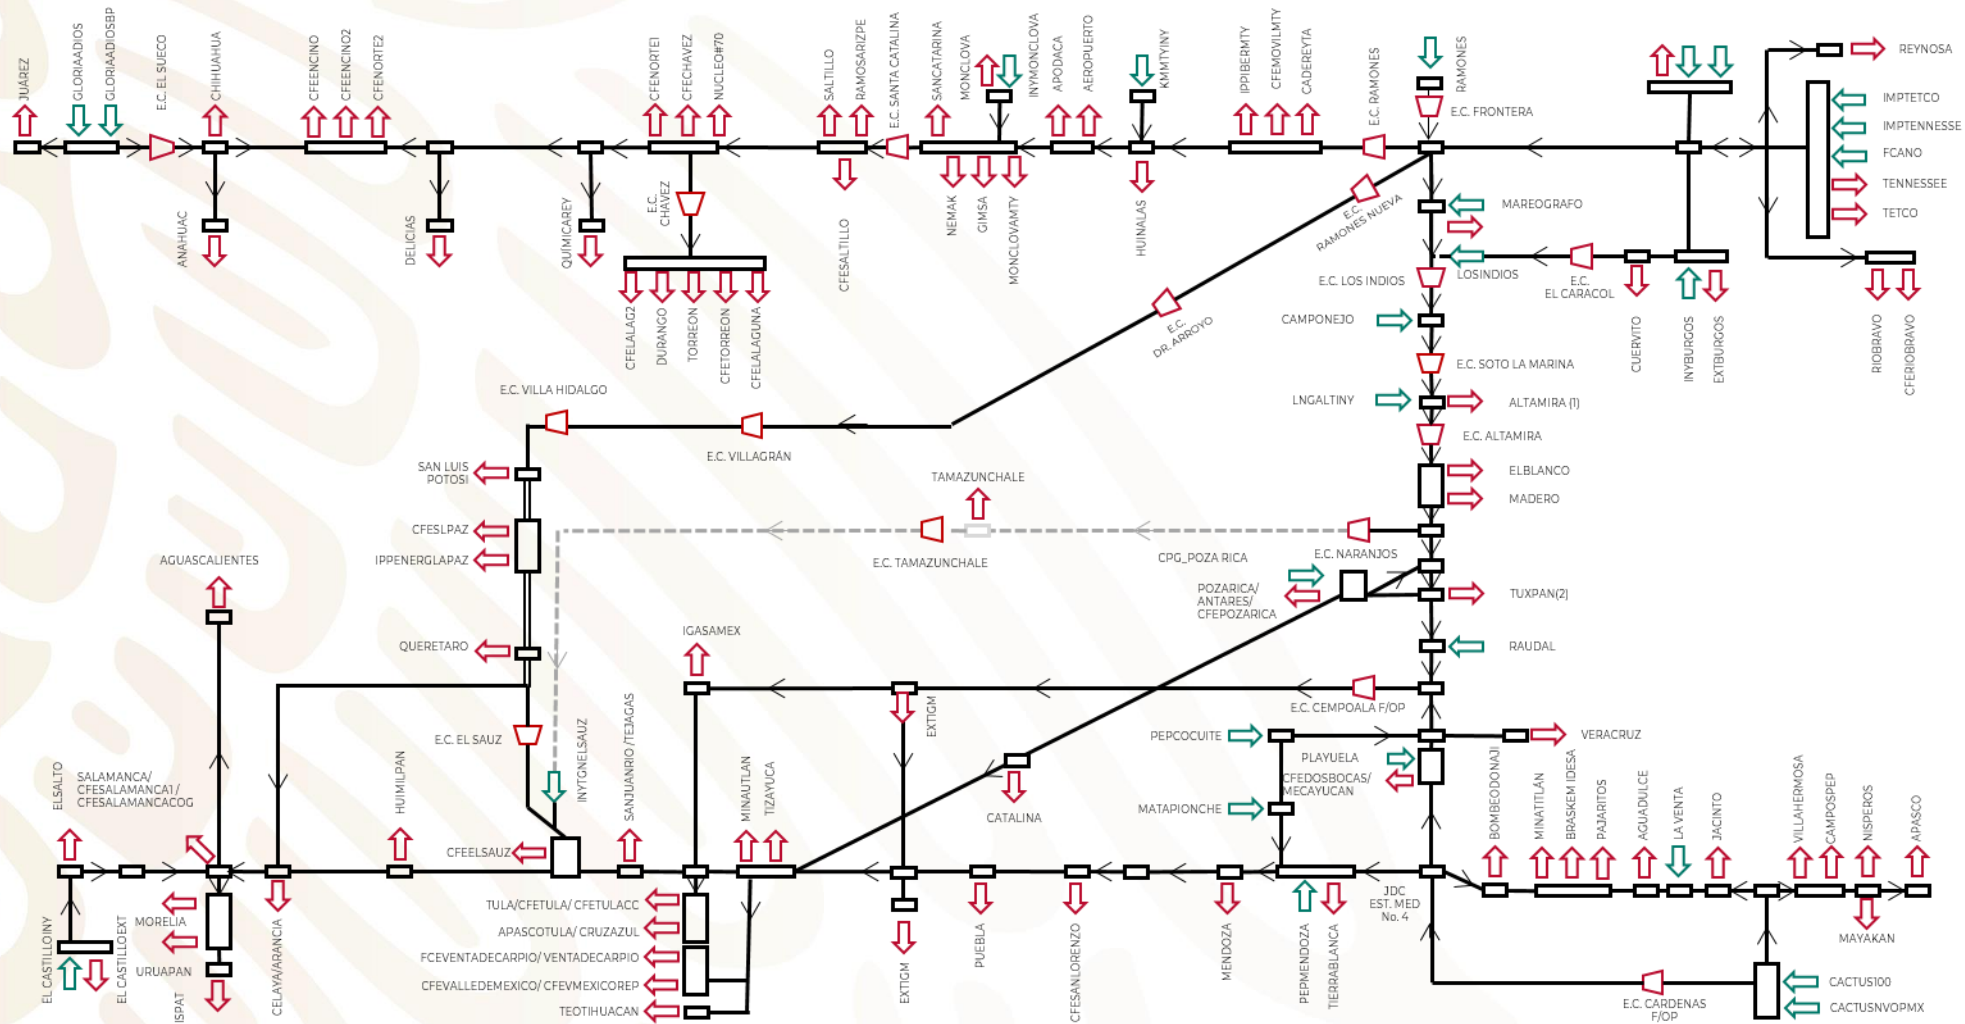 JUÁREZ
GLORIAADIOS
GLORIAADIOSBP
E.C. EL SUECO
CHIHUAHUA
CFEENCINO
CFEENCINO2
CFENORTE2
CFENORTE1
CFECHAVEZ
NUCLEO#70
SALTILLO
RAMOSARIZPE
E.C. SANTA CATALINA
SANCATARINA
MONCLOVA
INYMONCLOVA
APODACA
AEROPUERTO
KMMTYINY
IPPIBERMTY
CFEMOVILMTY
CADEREYTA
E.C. RAMONES
RAMONES
E.C. FRONTERA
REYNOSA
IMPTETCO
IMPTENNESSE
FCANO
TENNESSEE
TETCO
ANAHUAC
DELICIAS
QUÍMICAREY
E.C.
CHAVEZ
CFELALAG2
DURANGO
TORREON
CFETORREON
CFELALAGUNA
CFESALTILLO
NEMAK
GIMSA
MONCLOVAMTY
HUINALAS
E.C.
RAMONES NUEVA
E.C.
DR. ARROYO
MAREOGRAFO
LOSINDIOS
E.C. LOS INDIOS
E.C.
EL CARACOL
CUERVITO
INYBURGOS
EXTBURGOS
RIOBRAVO
CFERIOBRAVO
CAMPONEJO
E.C. SOTO LA MARINA
LNGALTINY
ALTAMIRA (1)
E.C. ALTAMIRA
ELBLANCO
MADERO
E.C. VILLA HIDALGO
E.C. VILLAGRÁN
SAN LUIS
POTOSI
CFESLPAZ
IPPENERGLAPAZ
QUERETARO
TAMAZUNCHALE
E.C. TAMAZUNCHALE
E.C. NARANJOS
CPG_POZA RICA
POZARICA/
ANTARES/
CFEPOZARICA
TUXPAN(2)
RAUDAL
AGUASCALIENTES
IGASAMEX
E.C. CEMPOALA F/OP
EXTIGM
E.C. EL SAUZ
INYTGNELSAUZ
SANJUANRIO /TEJAGAS
HUIMILPAN
CFEELSAUZ
MINAUTLAN
TIZAYUCA
CATALINA
PEPCOCUITE
PLAYUELA
CFEDOSBOCAS/
MECAYUCAN
MATAPIONCHE
VERACRUZ
BOMBEODONAJI
MINATITLÁN
BRASKEM IDESA
PAJARITOS
AGUADULCE
LA VENTA
JACINTO
VILLAHERMOSA
CAMPOSPEP
NISPEROS
APASCO
ELSALTO
SALAMANCA/
CFESALAMANCA1/
CFESALAMANCACOG
EL CASTILLOINY
EL CASTILLOEXT
MORELIA
URUAPAN
ISPAT
CELAYA/ARANCIA
TULA/CFETULA/ CFETULACC
APASCOTULA/ CRUZAZUL
FCEVENTADECARPIO/ VENTADECARPIO
CFEVALLEDEMEXICO/ CFEVMEXICOREP
TEOTIHUACAN
EXTIGM
PUEBLA
CFESANLORENZO
MENDOZA
PEPMENDOZA
TIERRABLANCA
JDC
EST. MED
No. 4
MAYAKAN
E.C. CARDENAS
F/OP
CACTUS100
CACTUSNVOPMX